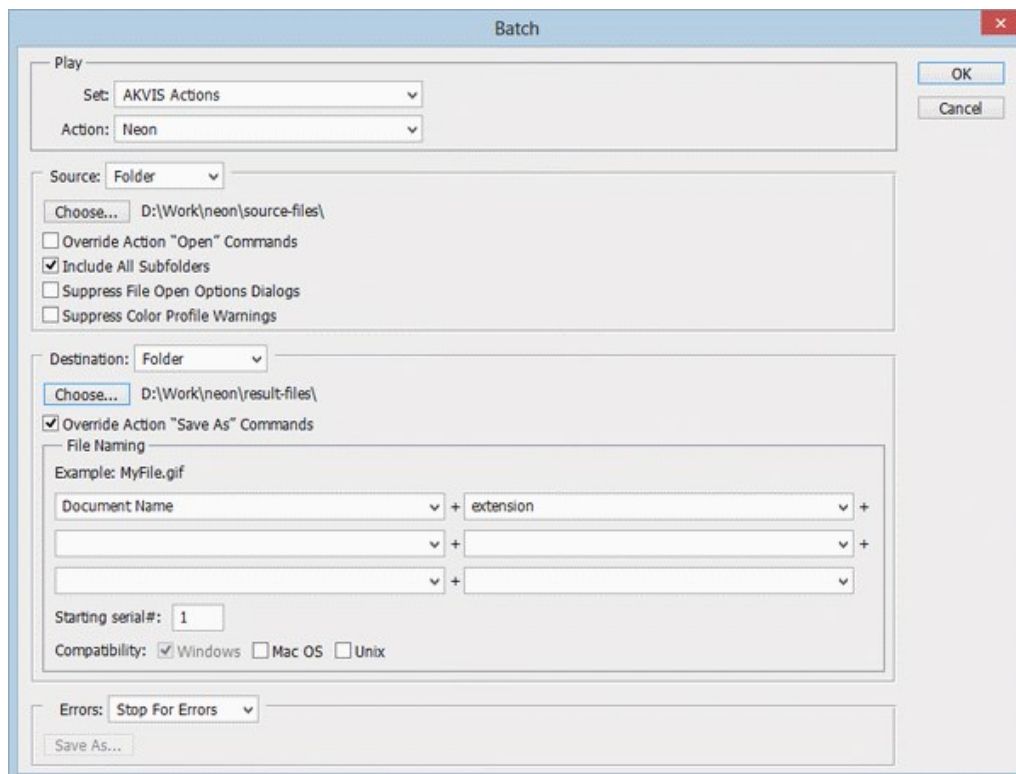 Batch
Play
OK
Set: AKVIS Actions
Cancel
Action: Neon
Source: Folder
Choose... D:\Work\neon\source-files\
Override Action "Open" Commands
Include All Subfolders
Suppress File Open Options Dialogs
Suppress Color Profile Warnings
Destination: Folder
Choose... D:\Work\neon\result-files\
Override Action "Save As" Commands
File Naming
Example: MyFile.gif
Document Name + extension +
+ +
+
Starting serial#: 1
Compatibility: Windows Mac OS Unix
Errors: Stop For Errors
Save As...